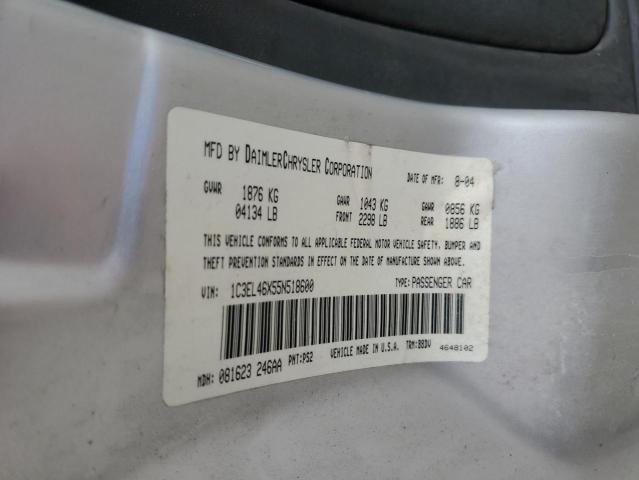 MFD BY DAIMLERCHRYSLER CORPORATION DATE OF MFR: 8-04
GVWR 1876 KG 04134 LB GAWR FRONT 1043 KG 2298 LB GAWR REAR 0856 KG 1886 LB
THIS VEHICLE CONFORMS TO ALL APPLICABLE FEDERAL MOTOR VEHICLE SAFETY, BUMPER AND
THEFT PREVENTION STANDARDS IN EFFECT ON THE DATE OF MANUFACTURE SHOWN ABOVE.
VIN: 1C3EL46X55N518600 TYPE: PASSENGER CAR
MDH: 081623 246AA PNT: PS2 VEHICLE MADE IN U.S.A. TRM: B8DV 4648102